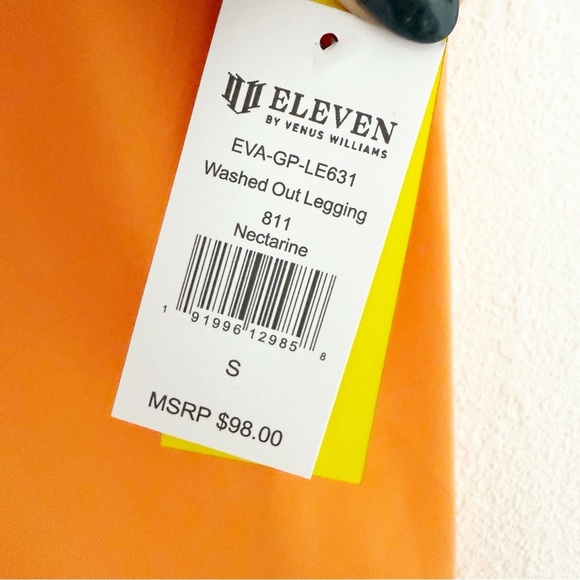 ELEVEN
BY VENUS WILLIAMS
EVA-GP-LE631
Washed Out Legging
811
Nectarine
1 91996 12985 8
S
MSRP $98.00